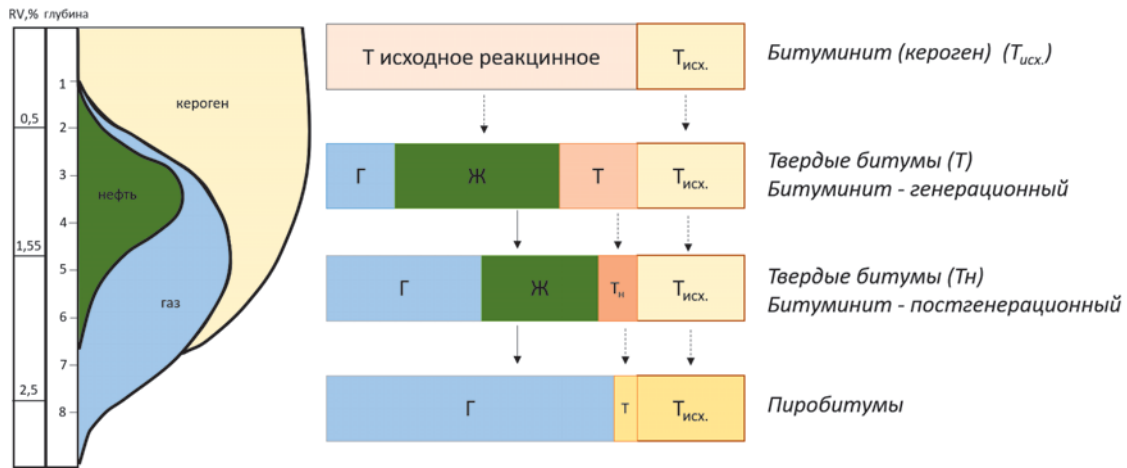 RV,% глубина
0,5
1,55
2,5
1
2
3
4
5
6
7
8
кероген
нефть
газ
Т исходное реакционное
Тисх.
Битуминит (кероген) (Тисх.)
Г
Ж
Т
Тисх.
Твердые битумы (Т)
Битуминит - генерационный
Г
Ж
Тн
Тисх.
Твердые битумы (Тн)
Битуминит - постгенерационный
Г
Т
Тисх.
Пиробитумы